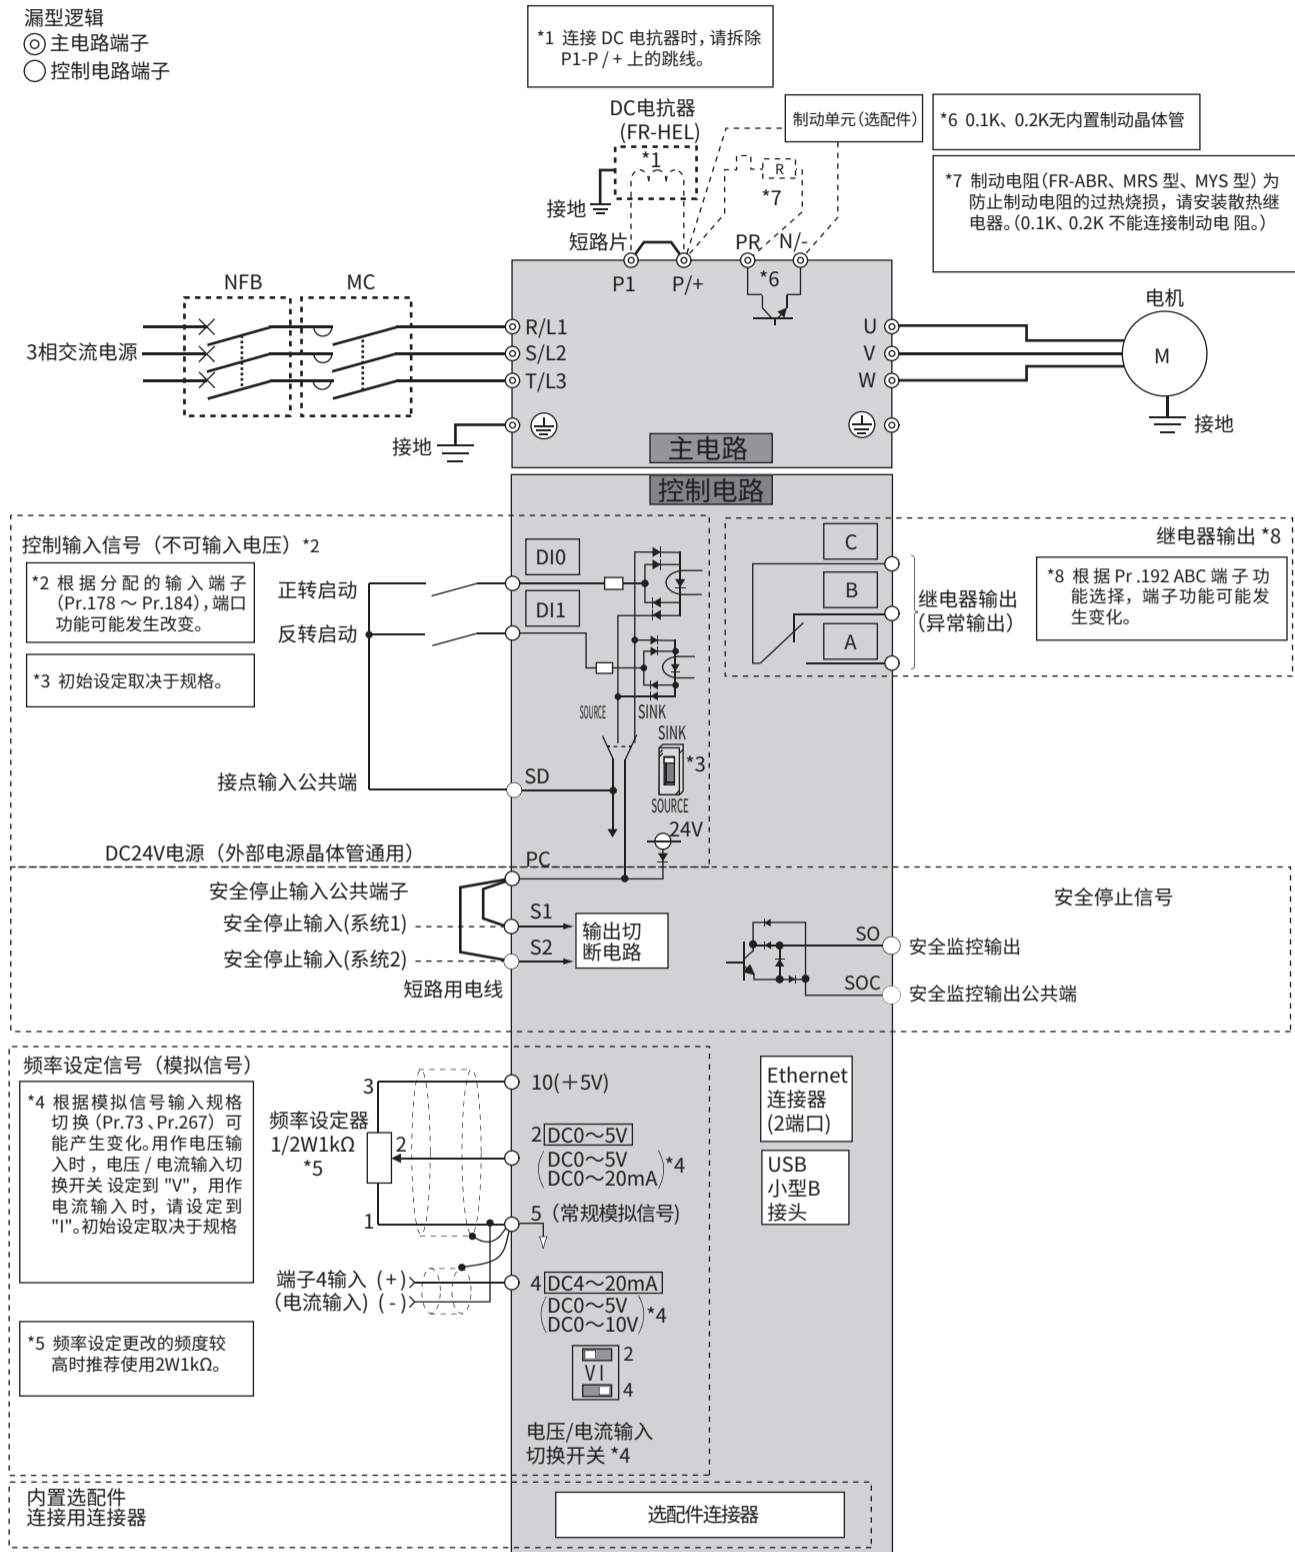 漏型逻辑
主电路端子
控制电路端子
*1 连接 DC 电抗器时，请拆除
P1-P / + 上的跳线。
DC电抗器
(FR-HEL)
*1
接地
短路片
制动单元（选配件）
R
*7
*6 0.1K、0.2K无内置制动晶体管
*7 制动电阻（FR-ABR、MRS 型、MYS 型）为
防止制动电阻的过热烧损，请安装散热继
电器。（0.1K、0.2K 不能连接制动电 阻。）
PR
N/-
P1
P/+
*6
NFB
MC
3相交流电源
R/L1
S/L2
T/L3
接地
U
V
W
电机
M
接地
主电路
控制电路
控制输入信号（不可输入电压）*2
*2 根据分配的输入端子
（Pr.178 ～ Pr.184），端口
功能可能发生改变。
*3 初始设定取决于规格。
正转启动
反转启动
DI0
DI1
SOURCE
SINK
SINK
*3
SOURCE
接点输入公共端
SD
24V
DC24V电源（外部电源晶体管通用）
PC
C
B
A
继电器输出 *8
继电器输出
（异常输出）
*8 根据 Pr .192 ABC 端子功
能选择，端子功能可能发
生变化。
安全停止输入公共端子
安全停止输入(系统1)
安全停止输入(系统2)
短路用电线
S1
S2
输出切
断电路
安全停止信号
SO
安全监控输出
SOC
安全监控输出公共端
频率设定信号（模拟信号）
*4 根据模拟信号输入规格
切换（Pr.73 、Pr.267）可
能产生变化。用作电压输
入时 ，电压 / 电流输入切
换开关 设定到 "V"，用作
电流输入时，请设定到
"I"。初始设定取决于规格
*5 频率设定更改的频度较
高时推荐使用2W1kΩ。
频率设定器
1/2W1kΩ
*5
3
2
1
10(＋5V)
2 DC0～5V
(DC0～5V
DC0～20mA) *4
5（常规模拟信号)
端子4输入 (+)
（电流输入) (-)
4 DC4～20mA
(DC0～5V
DC0～10V) *4
2
V I
4
电压/电流输入
切换开关 *4
Ethernet
连接器
(2端口)
USB
小型B
接头
内置选配件
连接用连接器
选配件连接器